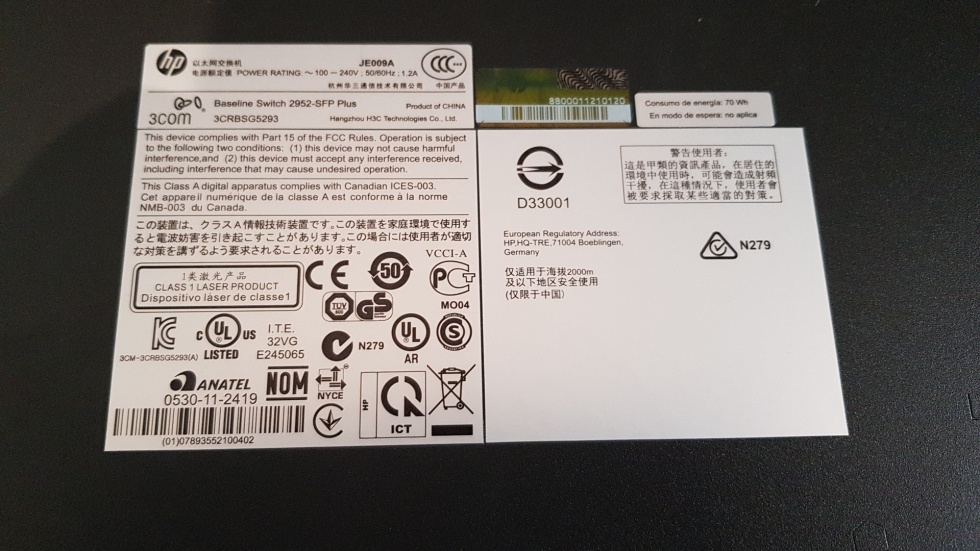 hp
以太网交换机
JE009A
电源额定值 POWER RATING: ～100－240V; 50/60Hz; 1.2A
杭州华三通信技术有限公司
中国产品
CCC
3COM
Baseline Switch 2952-SFP Plus
Product of CHINA
3CRBSG5293
Hangzhou H3C Technologies Co., Ltd.
8800011210120
Consumo de energía: 70 Wh
En modo de espera: no aplica
This device complies with Part 15 of the FCC Rules. Operation is subject
to the following two conditions: (1) this device may not cause harmful
interference,and (2) this device must accept any interference received,
including interference that may cause undesired operation.
This Class A digital apparatus complies with Canadian ICES-003.
Cet appareil numérique de la classe A est conforme à la norme
NMB-003 du Canada.
この装置は、クラスA情報技術装置です。この装置を家庭環境で使用す
ると電波妨害を引き起こすことがあります。この場合には使用者が適切
な対策を講ずるよう要求されることがあります。
VCCI-A
1类激光产品
CLASS 1 LASER PRODUCT
Dispositivo láser de classe1
CE
50
PCT
MO04
TUV
GS
KC
3CM-3CRBSG5293(A)
C UL US
LISTED
I.T.E.
32VG
E245065
N279
UL
AR
S
ANATEL
0530-11-2419
NOM
NYCE
HP
ICT
(01)07893552100402
D33001
警告使用者：
這是甲類的資訊產品，在居住的
環境中使用時，可能會造成射頻
干擾，在這種情況下，使用者會
被要求採取某些適當的對策。
European Regulatory Address:
HP,HQ-TRE,71004 Boeblingen,
Germany
N279
仅适用于海拔2000m
及以下地区安全使用
(仅限于中国)